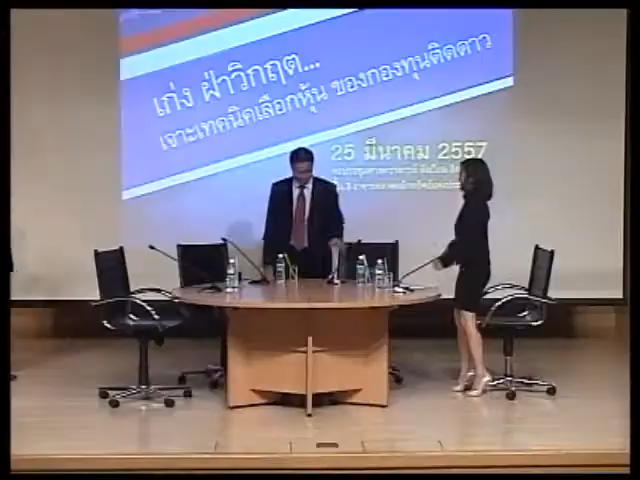 เก่ง ฝ่าวิกฤต...
เจาะเทคนิคเลือกหุ้น ของกองทุนติดดาว
25 มีนาคม 2557